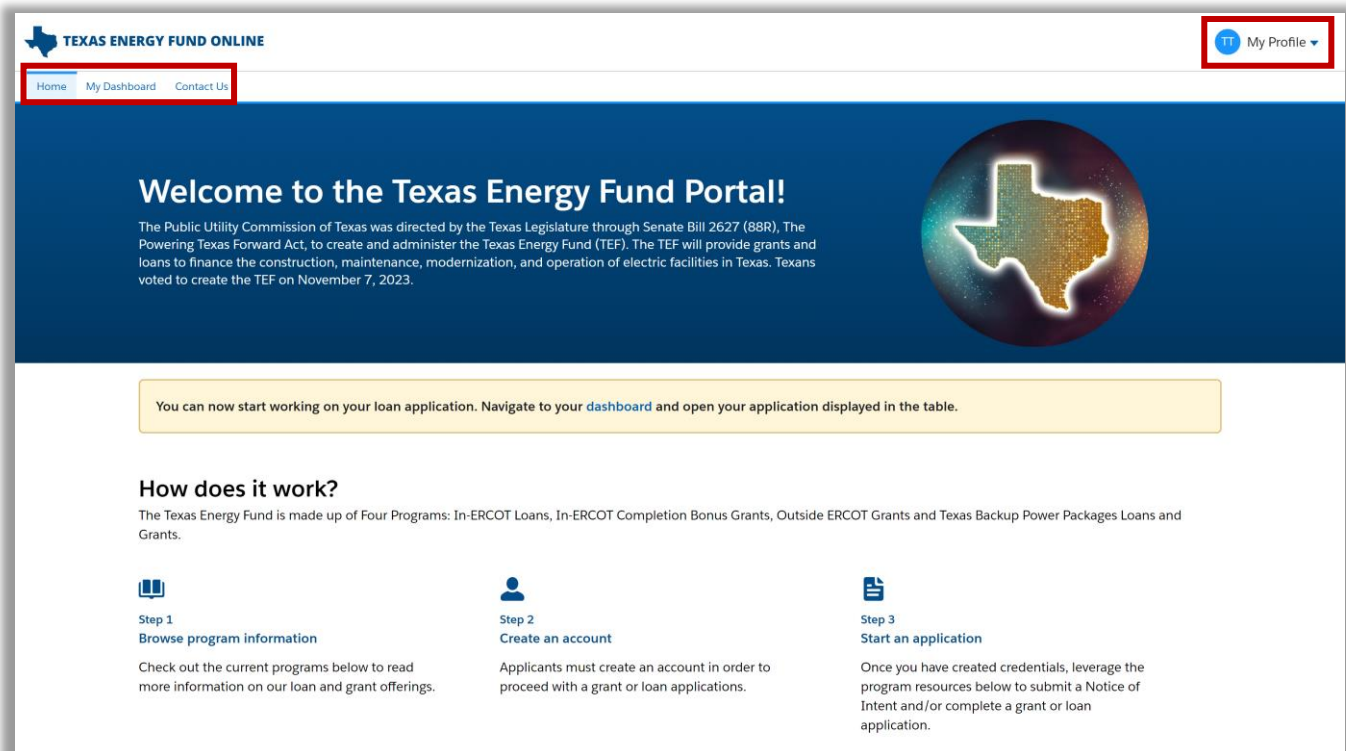 TEXAS ENERGY FUND ONLINE
TT My Profile
Home My Dashboard Contact Us
Welcome to the Texas Energy Fund Portal!
The Public Utility Commission of Texas was directed by the Texas Legislature through Senate Bill 2627 (88R), The
Powering Texas Forward Act, to create and administer the Texas Energy Fund (TEF). The TEF will provide grants and
loans to finance the construction, maintenance, modernization, and operation of electric facilities in Texas. Texans
voted to create the TEF on November 7, 2023.
You can now start working on your loan application. Navigate to your dashboard and open your application displayed in the table.
How does it work?
The Texas Energy Fund is made up of Four Programs: In-ERCOT Loans, In-ERCOT Completion Bonus Grants, Outside ERCOT Grants and Texas Backup Power Packages Loans and
Grants.
Step 1
Browse program information
Check out the current programs below to read
more information on our loan and grant offerings.
Step 2
Create an account
Applicants must create an account in order to
proceed with a grant or loan applications.
Step 3
Start an application
Once you have created credentials, leverage the
program resources below to submit a Notice of
Intent and/or complete a grant or loan
application.